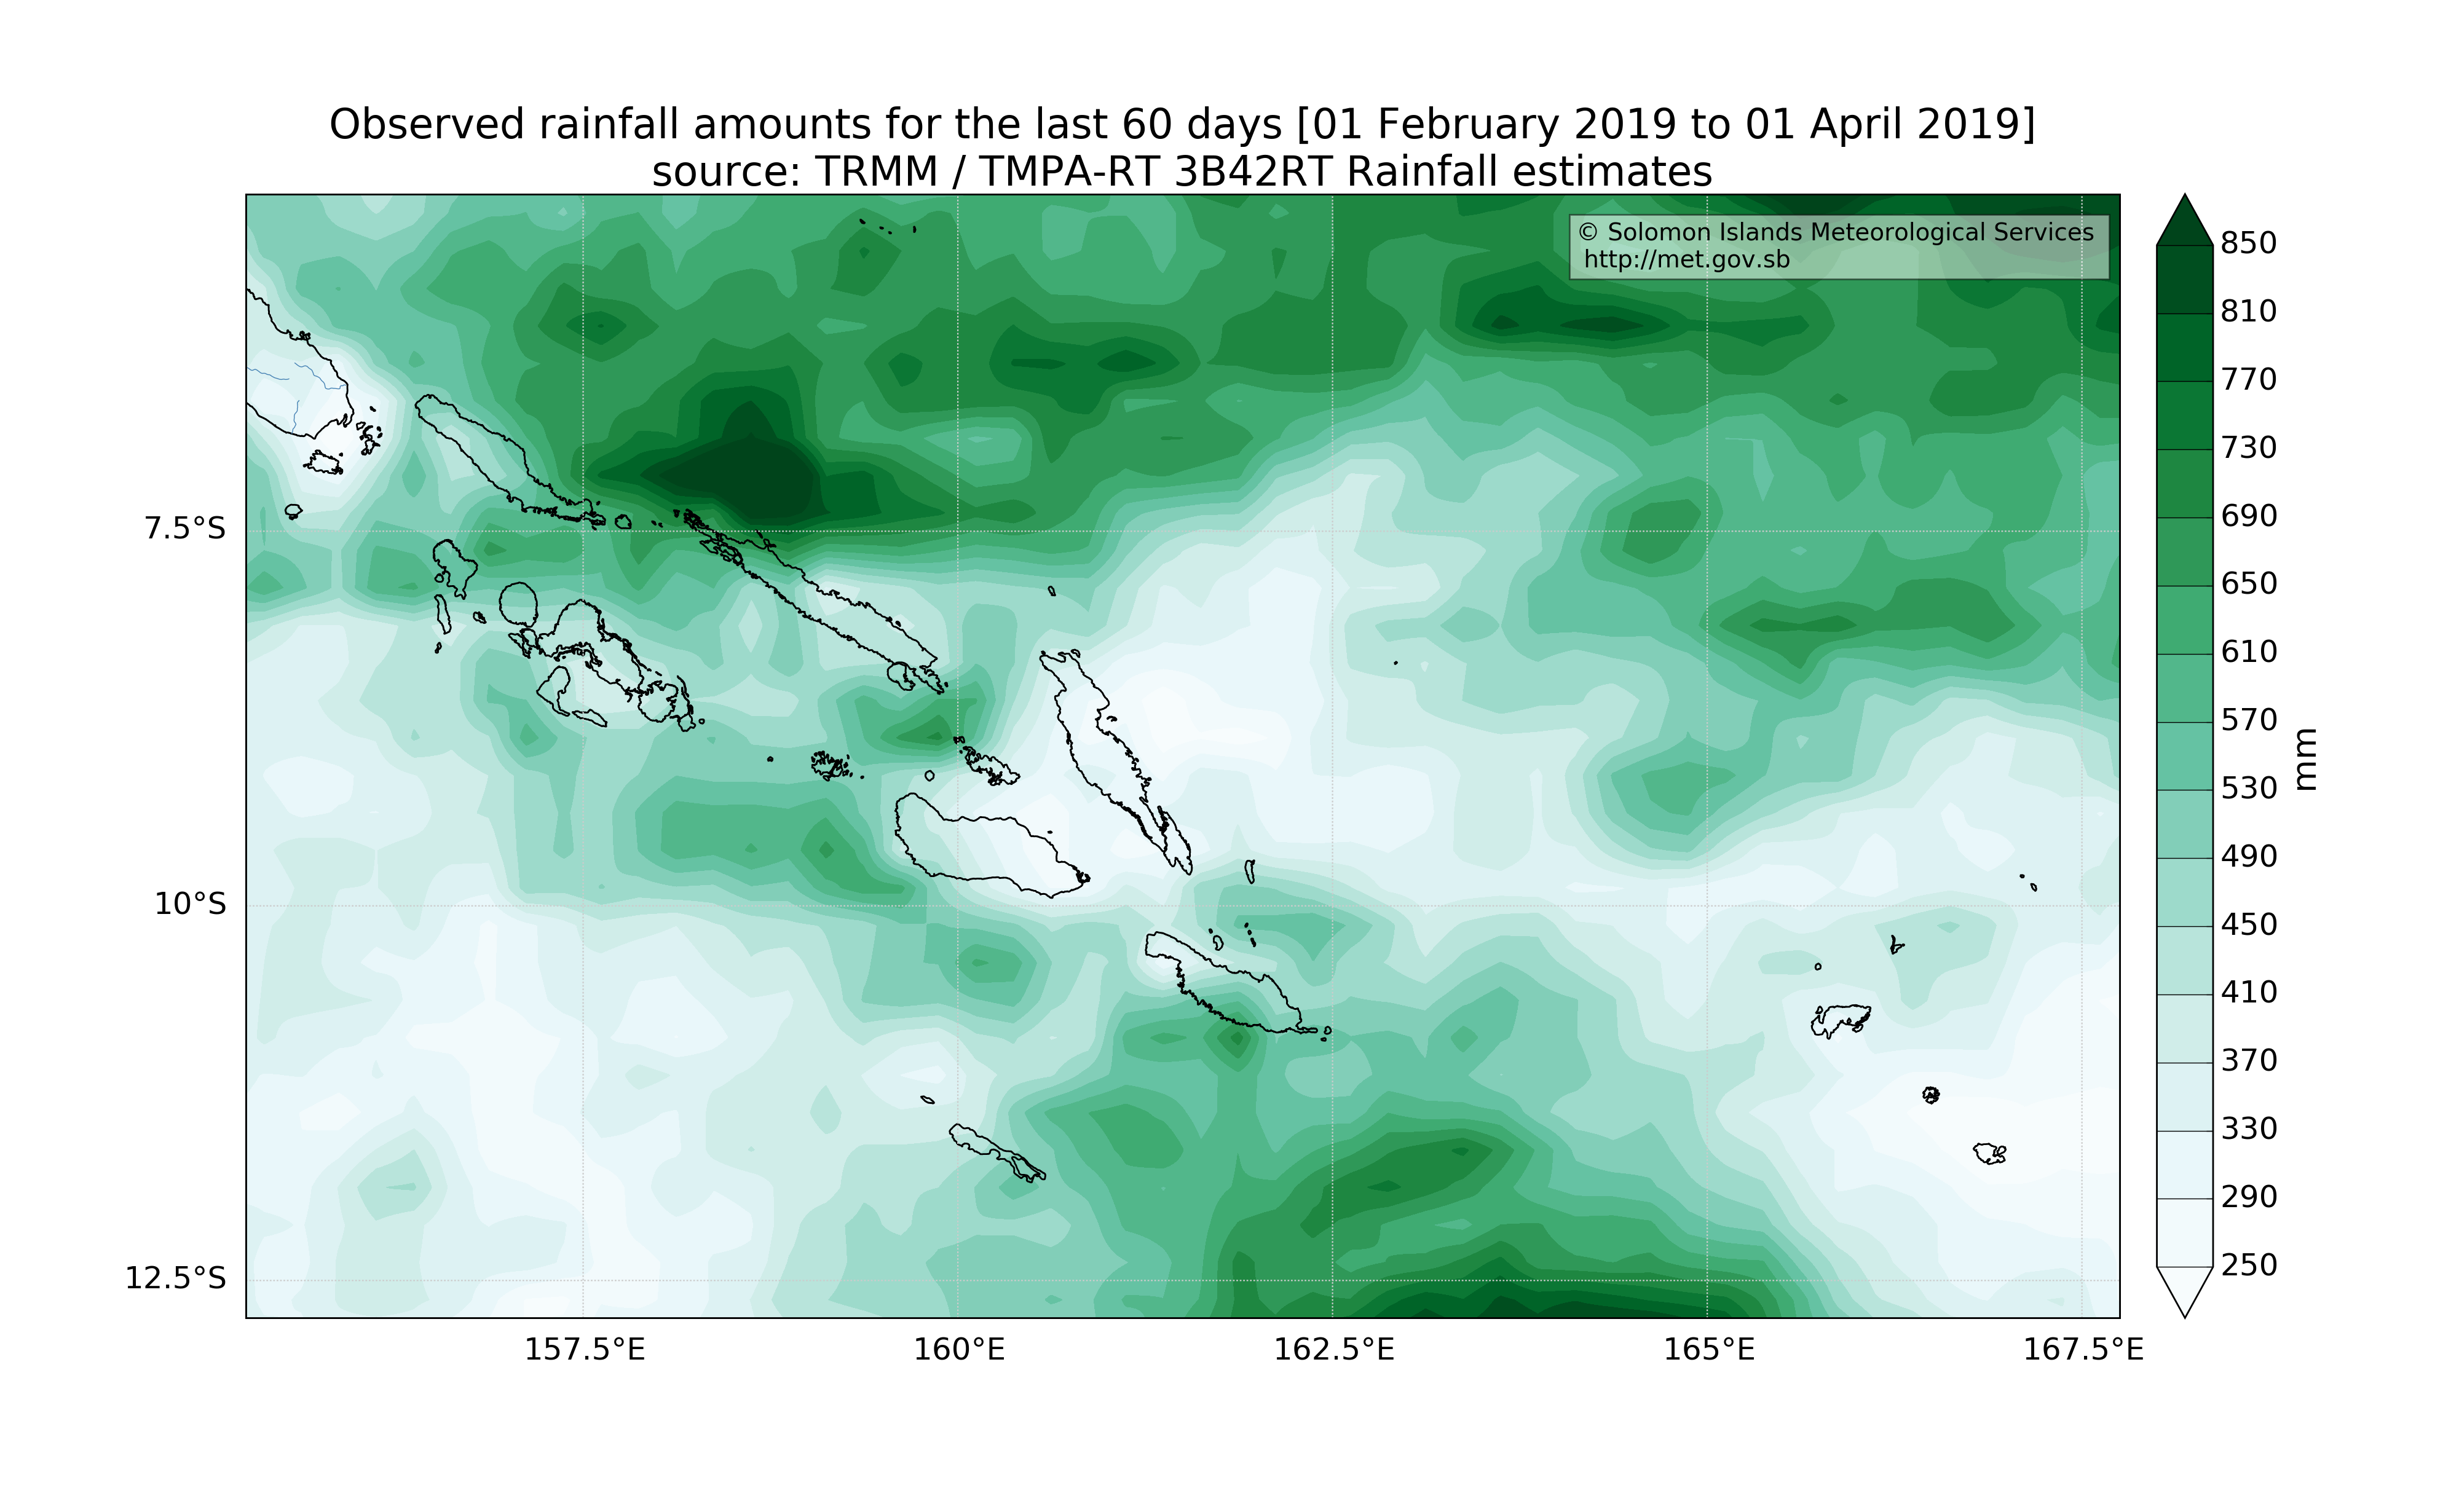 Observed rainfall amounts for the last 60 days [01 February 2019 to 01 April 2019]
source: TRMM / TMPA-RT 3B42RT Rainfall estimates
© Solomon Islands Meteorological Services
http://met.gov.sb
7.5°S
10°S
12.5°S
157.5°E
160°E
162.5°E
165°E
167.5°E
850
810
770
730
690
650
610
570
530
490
450
410
370
330
290
250
mm